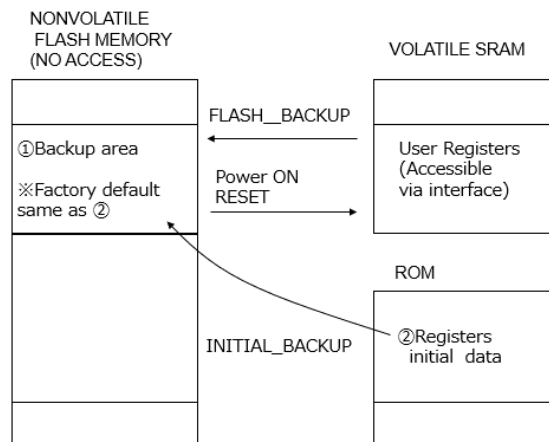 NONVOLATILE
FLASH MEMORY
(NO ACCESS)
VOLATILE SRAM
FLASH__BACKUP
①Backup area
※Factory default
same as ②
Power ON
RESET
User Registers
(Accessible
via interface)
ROM
INITIAL_BACKUP
②Registers
initial data